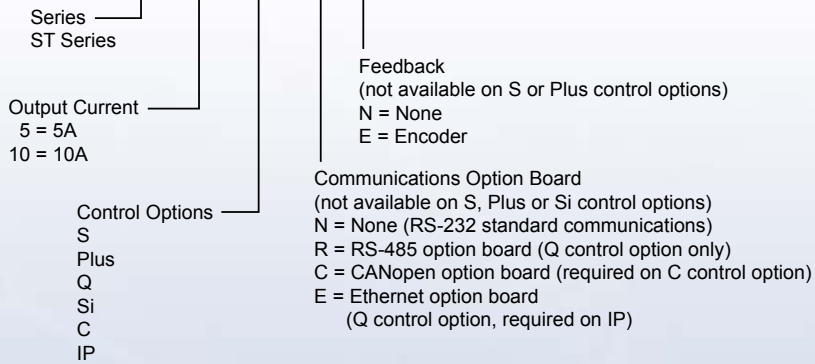 Series
ST Series
Output Current
5 = 5A
10 = 10A
Control Options
S
Plus
Q
Si
C
IP
Feedback
(not available on S or Plus control options)
N = None
E = Encoder
Communications Option Board
(not available on S, Plus or Si control options)
N = None (RS-232 standard communications)
R = RS-485 option board (Q control option only)
C = CANopen option board (required on C control option)
E = Ethernet option board
(Q control option, required on IP)